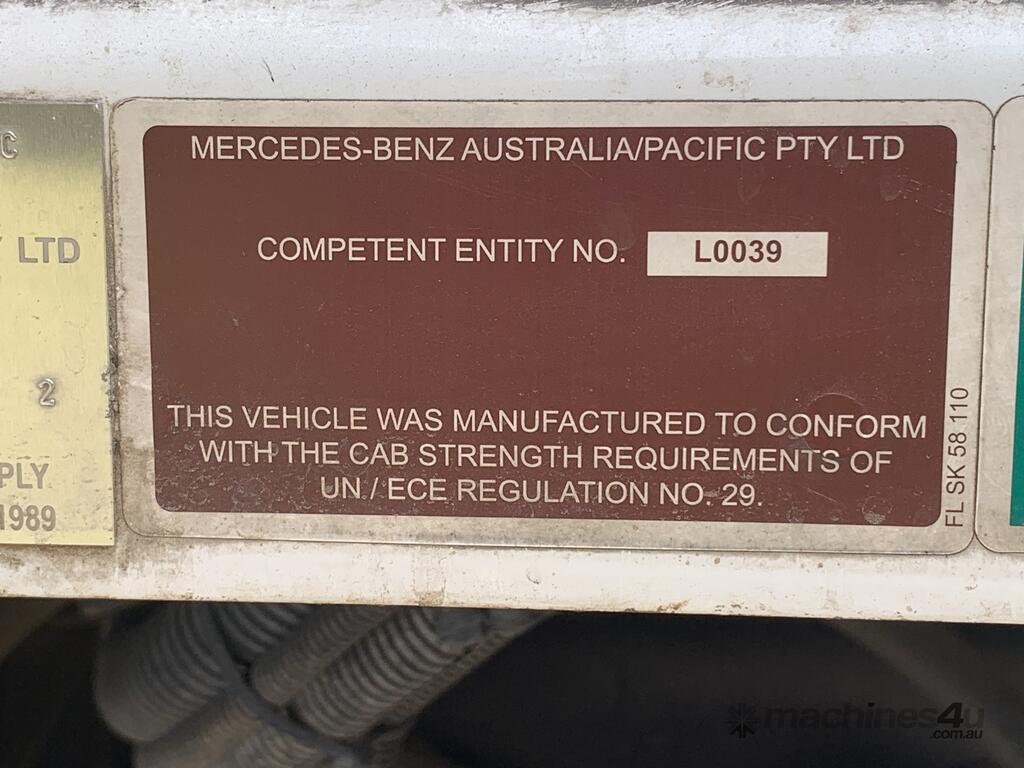 C
LTD
2
PLY
1989
MERCEDES-BENZ AUSTRALIA/PACIFIC PTY LTD
COMPETENT ENTITY NO. L0039
THIS VEHICLE WAS MANUFACTURED TO CONFORM
WITH THE CAB STRENGTH REQUIREMENTS OF
UN / ECE REGULATION NO. 29.
FL SK 58 110
machines4u
.com.au